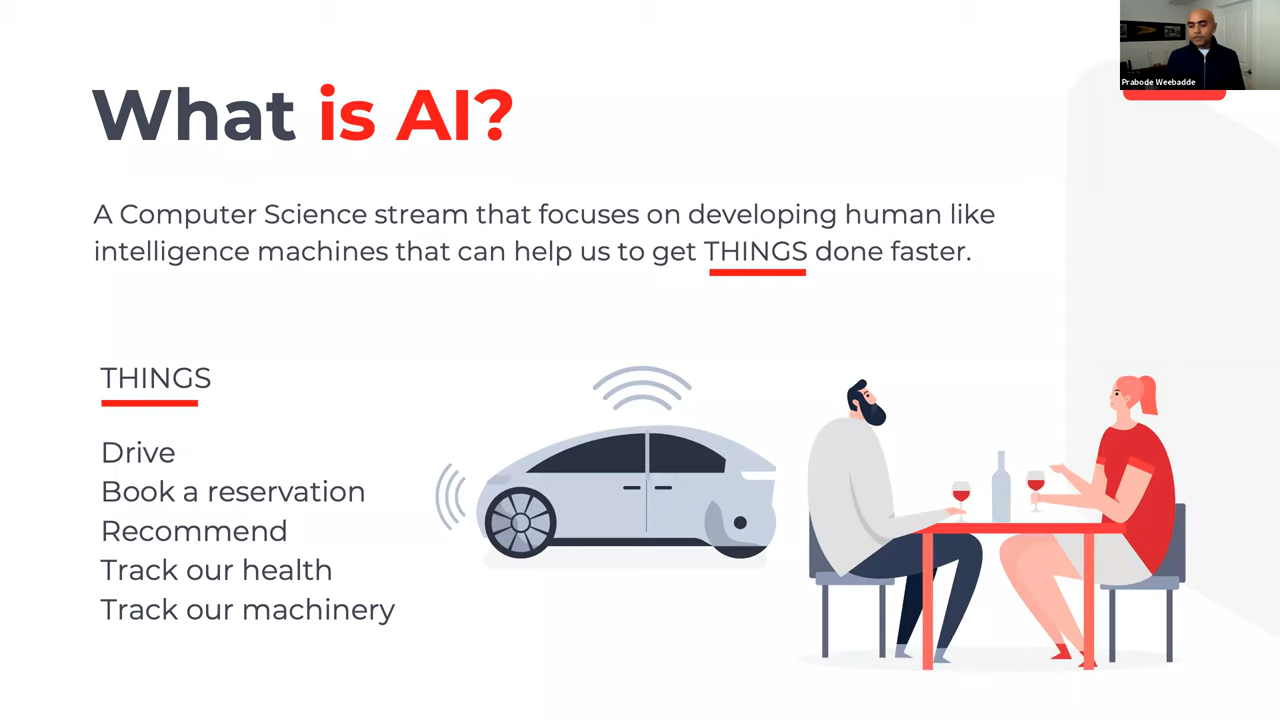 Prabode Weebadde
What is AI?
A Computer Science stream that focuses on developing human like
intelligence machines that can help us to get THINGS done faster.
THINGS
Drive
Book a reservation
Recommend
Track our health
Track our machinery